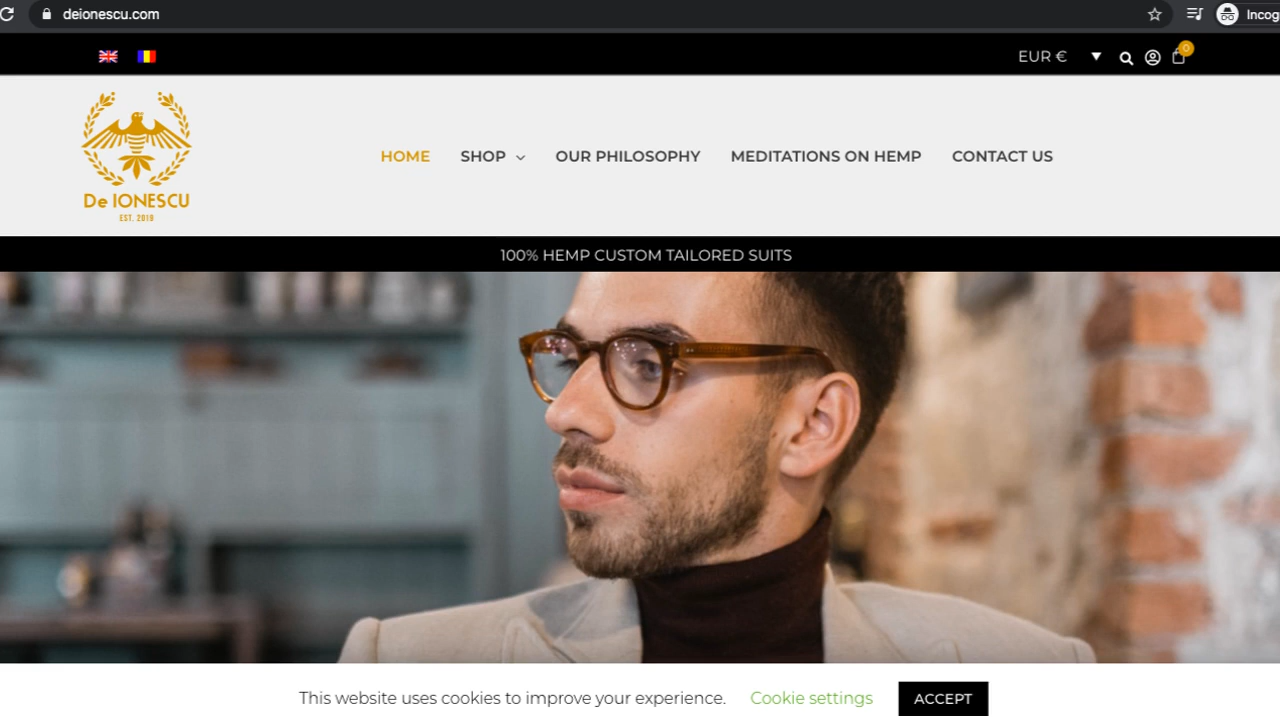 deionescu.com
Incog
EUR €
0
HOME SHOP OUR PHILOSOPHY MEDITATIONS ON HEMP CONTACT US
De IONESCU
EST. 2019
100% HEMP CUSTOM TAILORED SUITS
This website uses cookies to improve your experience. Cookie settings ACCEPT